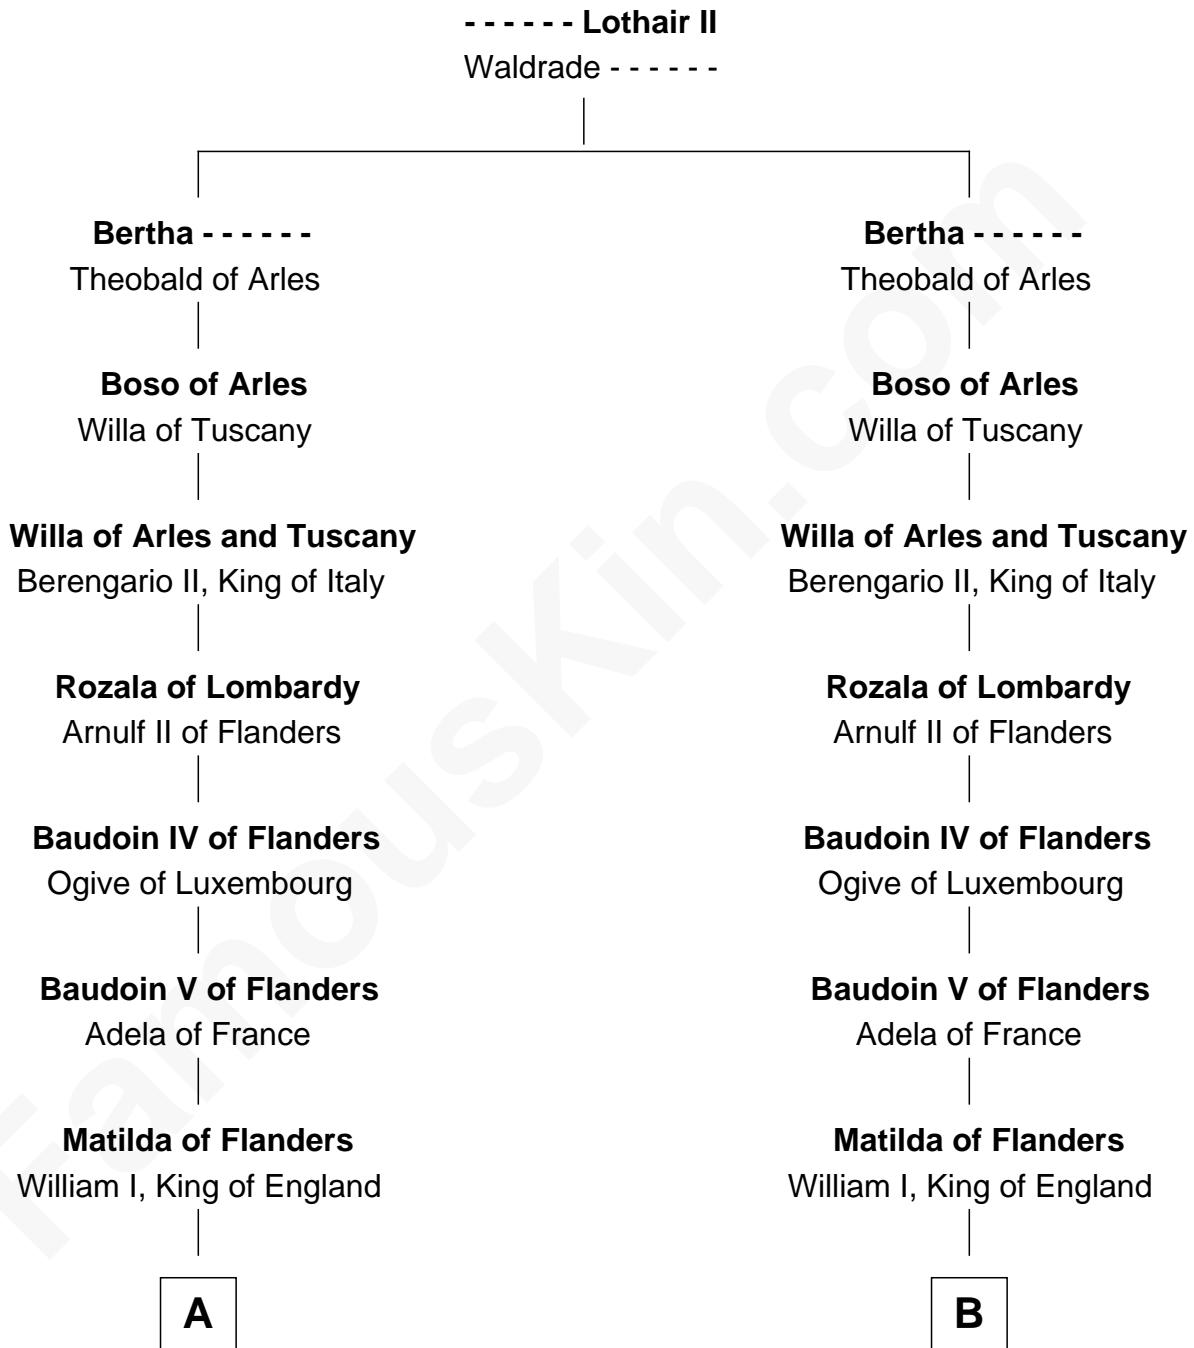 - - - - - - Lothair II
Waldrade - - - - - -
Bertha - - - - - -
Theobald of Arles
Boso of Arles
Willa of Tuscany
Willa of Arles and Tuscany
Berengario II, King of Italy
Rozala of Lombardy
Arnulf II of Flanders
Baudoin IV of Flanders
Ogive of Luxembourg
Baudoin V of Flanders
Adela of France
Matilda of Flanders
William I, King of England
A
Bertha - - - - - -
Theobald of Arles
Boso of Arles
Willa of Tuscany
Willa of Arles and Tuscany
Berengario II, King of Italy
Rozala of Lombardy
Arnulf II of Flanders
Baudoin IV of Flanders
Ogive of Luxembourg
Baudoin V of Flanders
Adela of France
Matilda of Flanders
William I, King of England
B
FamousKin.com